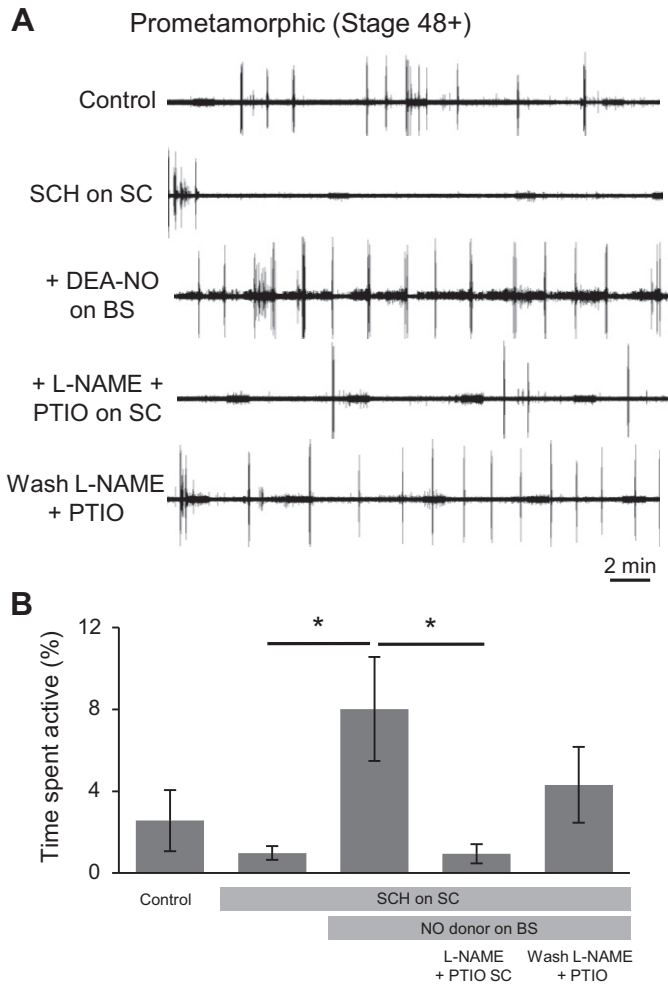 A
Prometamorphic (Stage 48+)
Control
SCH on SC
+ DEA-NO
on BS
+ L-NAME +
PTIO on SC
Wash L-NAME
+ PTIO
2 min
B
Time spent active (%)
12
8
4
0
*
*
Control
SCH on SC
NO donor on BS
L-NAME
+ PTIO SC
Wash L-NAME
+ PTIO